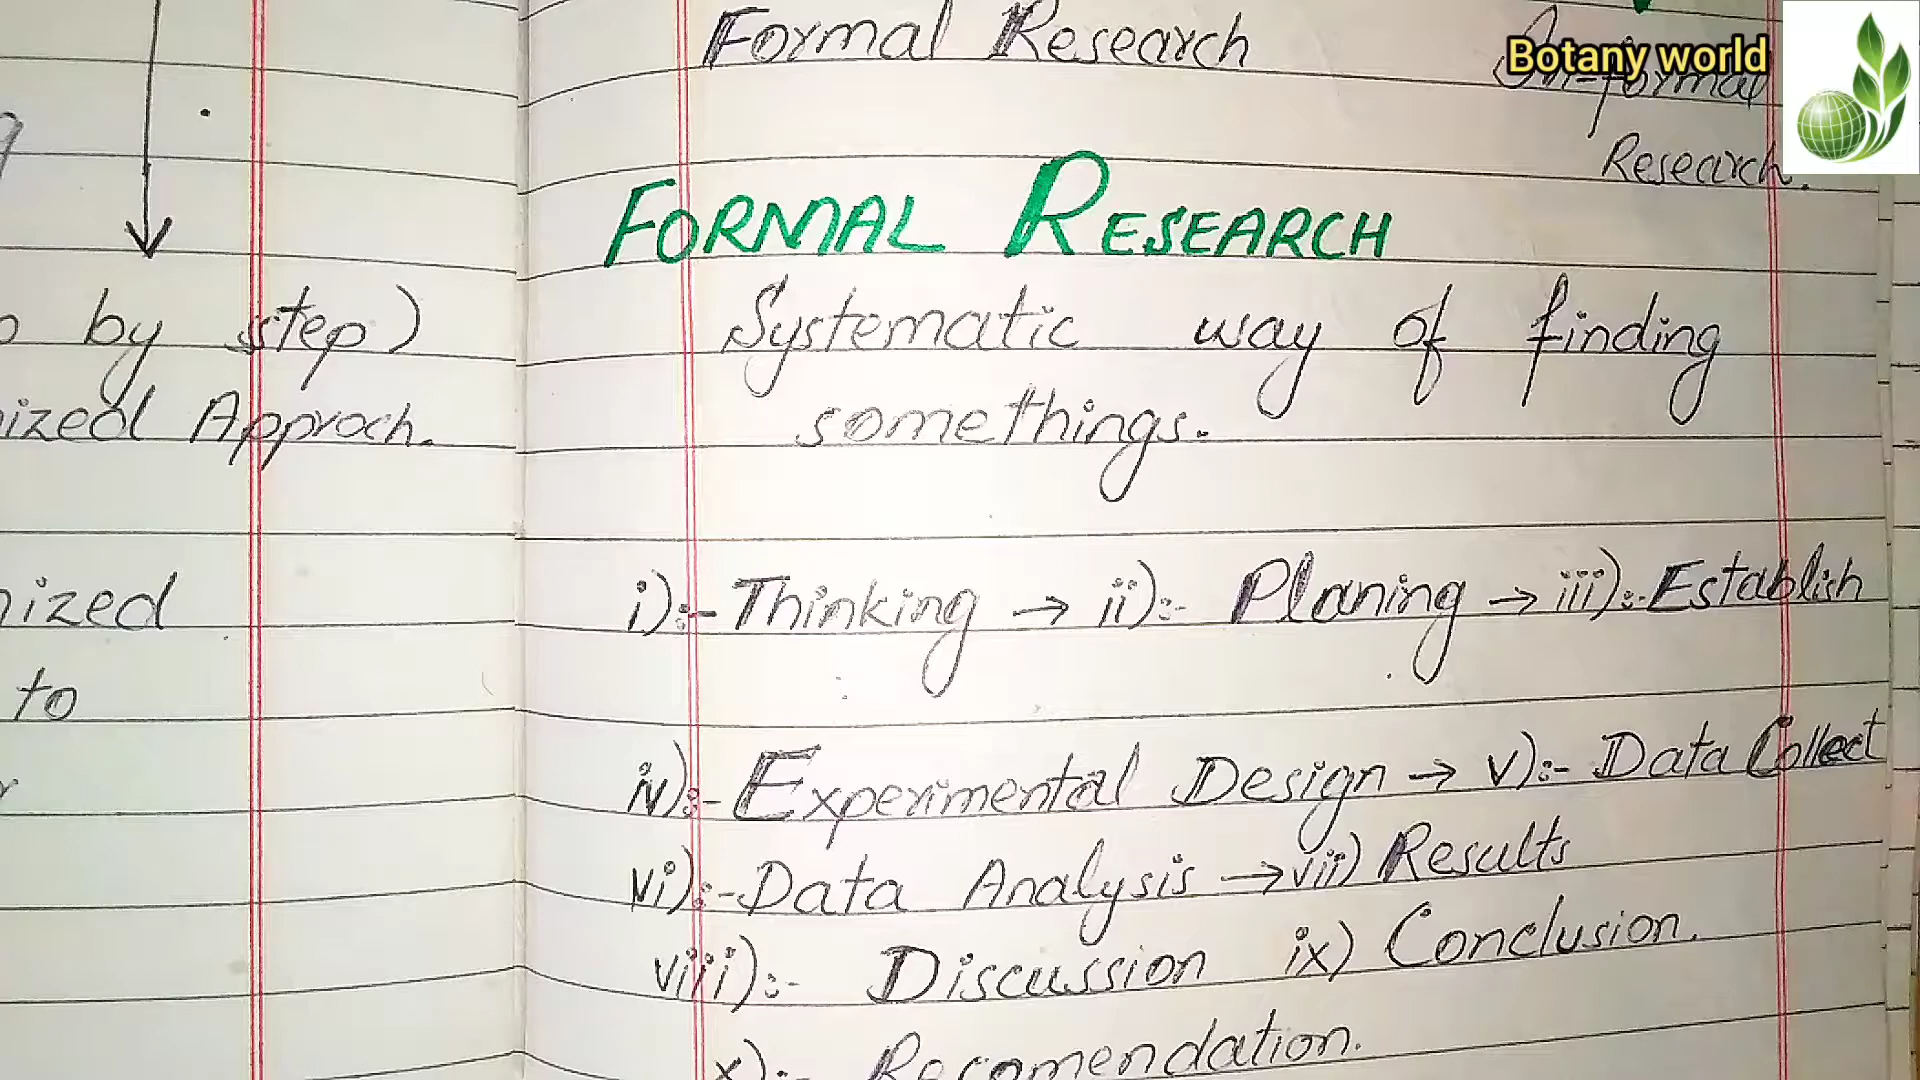 by step)
ized Approch.
nized
to
Formal Research
Botany world
In-formal
Research.
FORMAL RESEARCH
Systematic way of finding
somethings.
i):- Thinking → ii):- Planing → iii):- Establish
iv):- Experimental Design → v):- Data Collect
vi):- Data Analysis → vii) Results
viii):- Discussion ix) Conclusion.
x):- Recomendation.